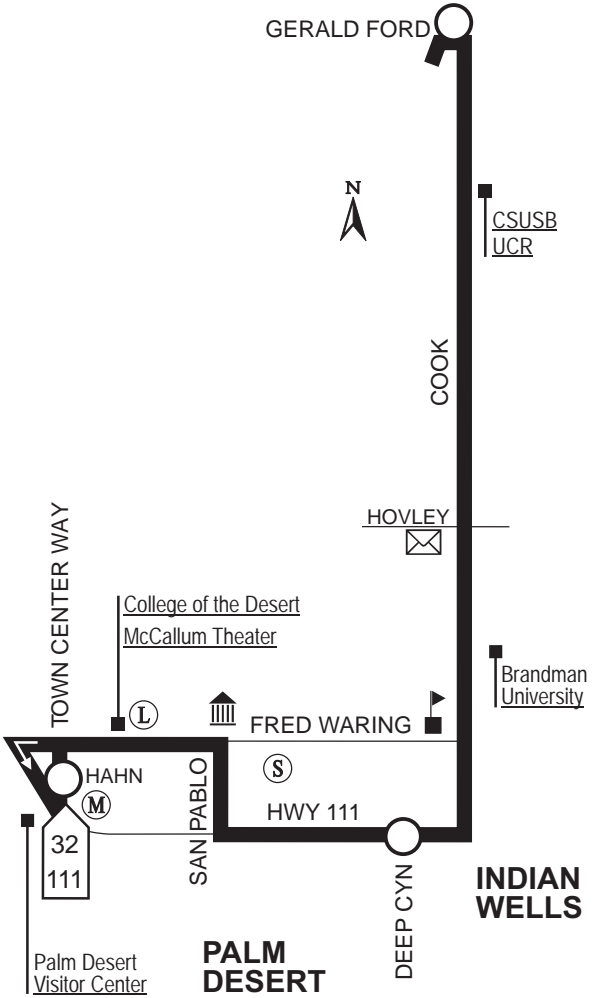 GERALD FORD
N
CSUSB
UCR
COOK
HOVLEY
TOWN CENTER WAY
College of the Desert
McCallum Theater
Brandman
University
L
FRED WARING
S
HAHN
M
SAN PABLO
HWY 111
32
111
DEEP CYN
INDIAN
WELLS
PALM
DESERT
Palm Desert
Visitor Center